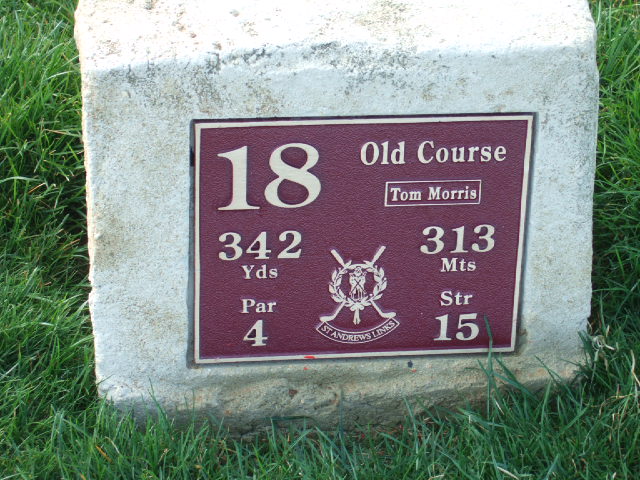 18 Old Course
Tom Morris
342 313
Yds Mts
Par Str
4 15
ST ANDREWS LINKS